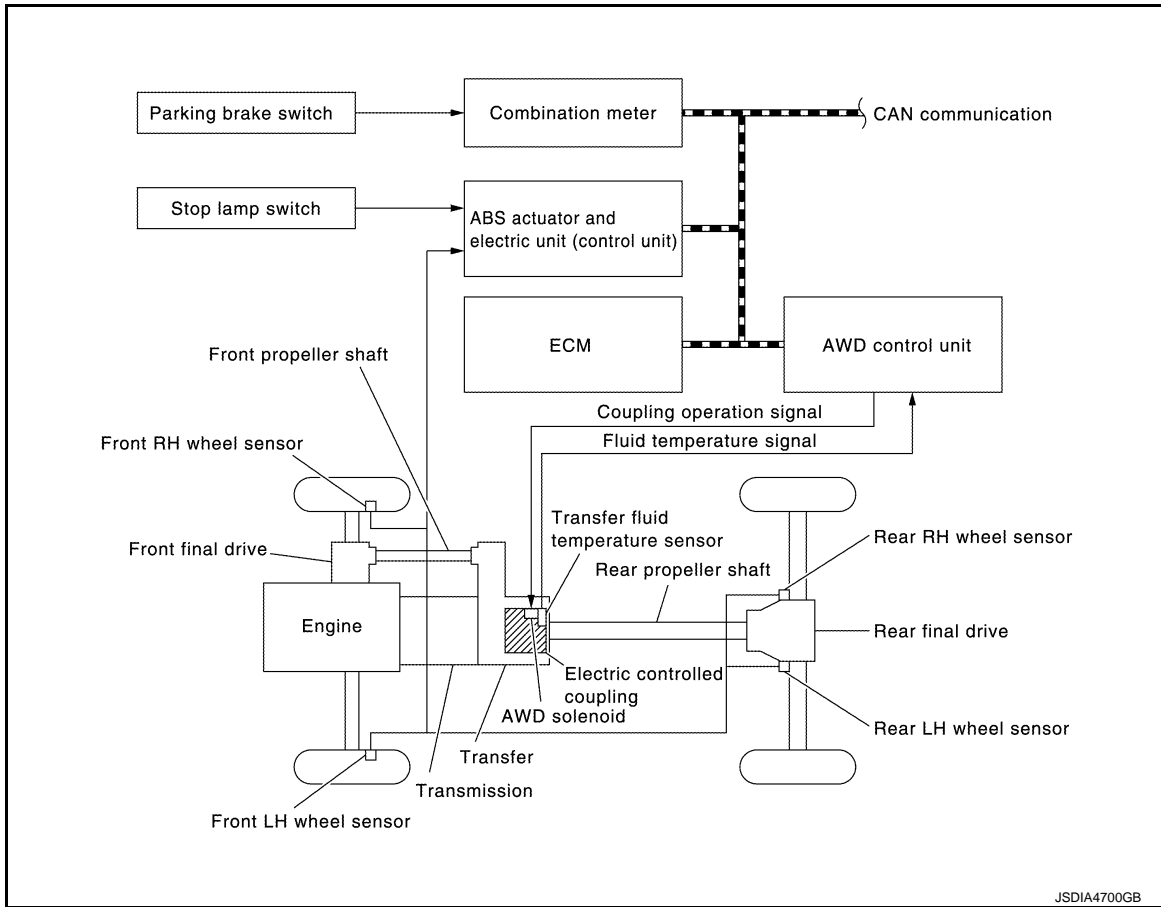 Parking brake switch
Combination meter
CAN communication
Stop lamp switch
ABS actuator and
electric unit (control unit)
ECM
AWD control unit
Front propeller shaft
Coupling operation signal
Fluid temperature signal
Front RH wheel sensor
Transfer fluid
temperature sensor
Front final drive
Rear propeller shaft
Rear RH wheel sensor
Engine
Rear final drive
Electric controlled
coupling
AWD solenoid
Rear LH wheel sensor
Transfer
Transmission
Front LH wheel sensor
JSDIA4700GB